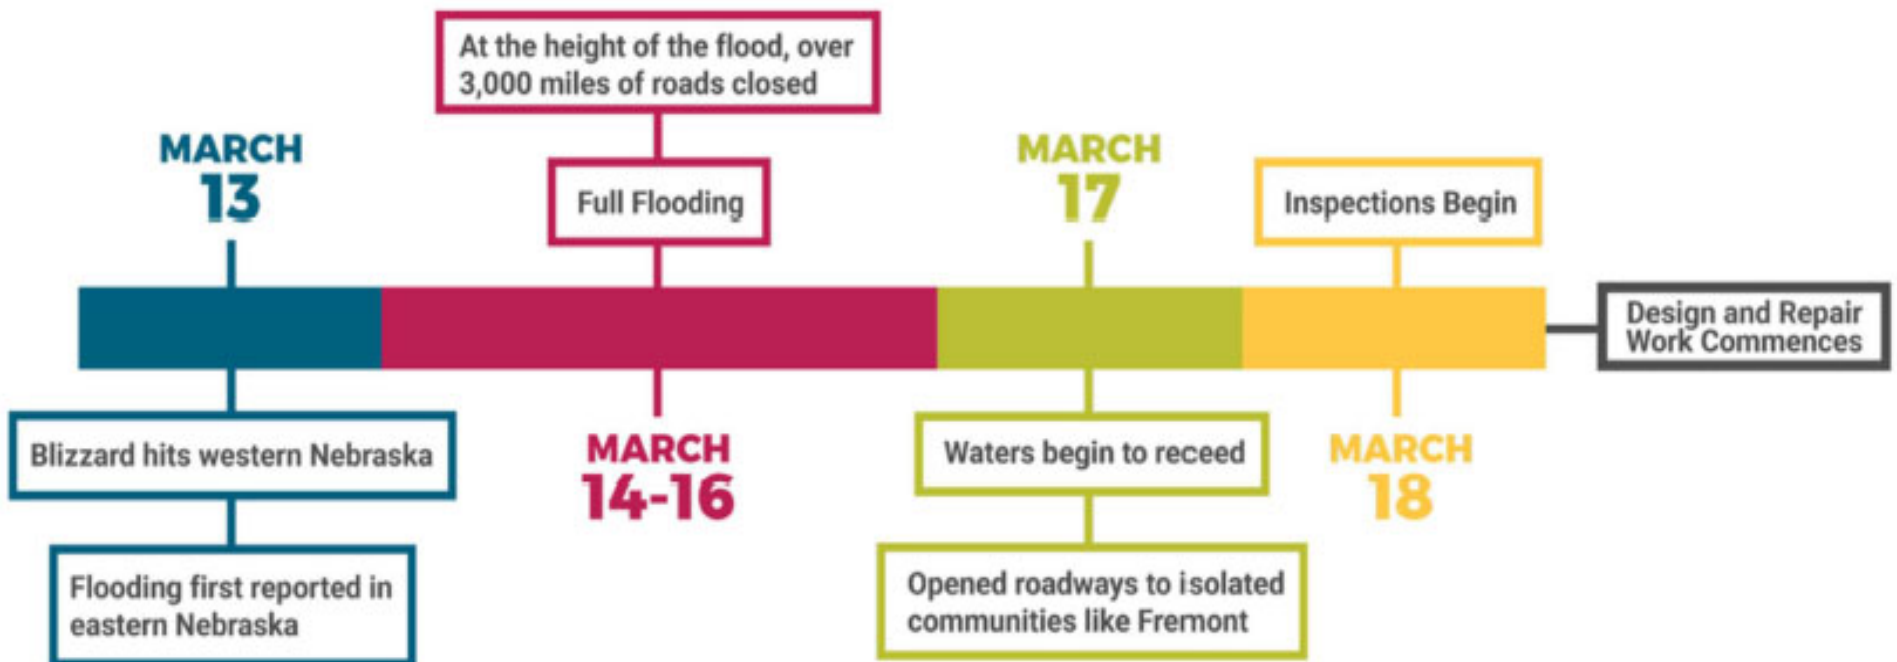 MARCH
13
Blizzard hits western Nebraska
Flooding first reported in
eastern Nebraska
At the height of the flood, over
3,000 miles of roads closed
Full Flooding
MARCH
14-16
MARCH
17
Waters begin to receed
Opened roadways to isolated
communities like Fremont
Inspections Begin
MARCH
18
Design and Repair
Work Commences